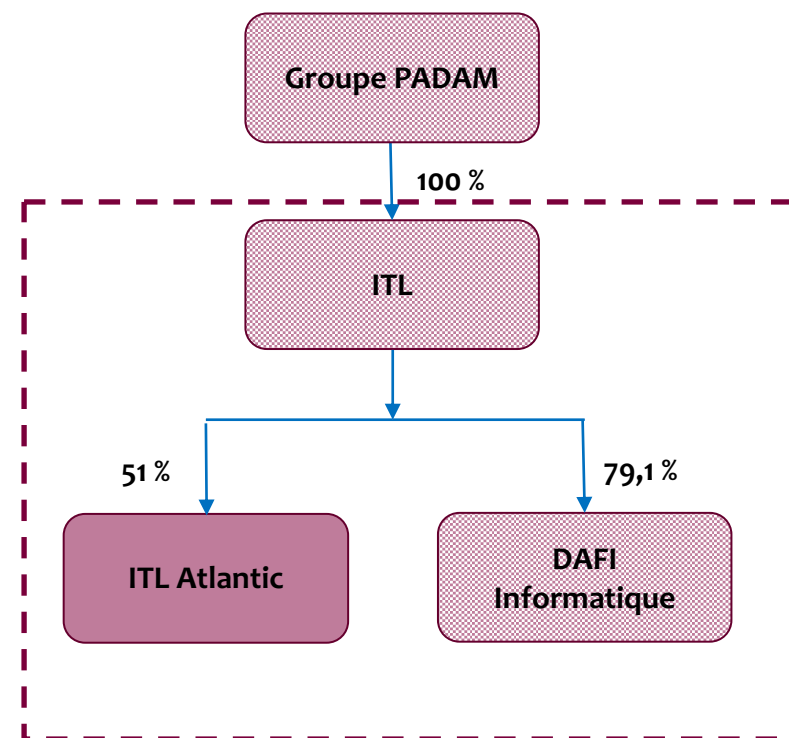 Groupe PADAM
100 %
ITL
51 %
79,1 %
ITL Atlantic
DAFI
Informatique